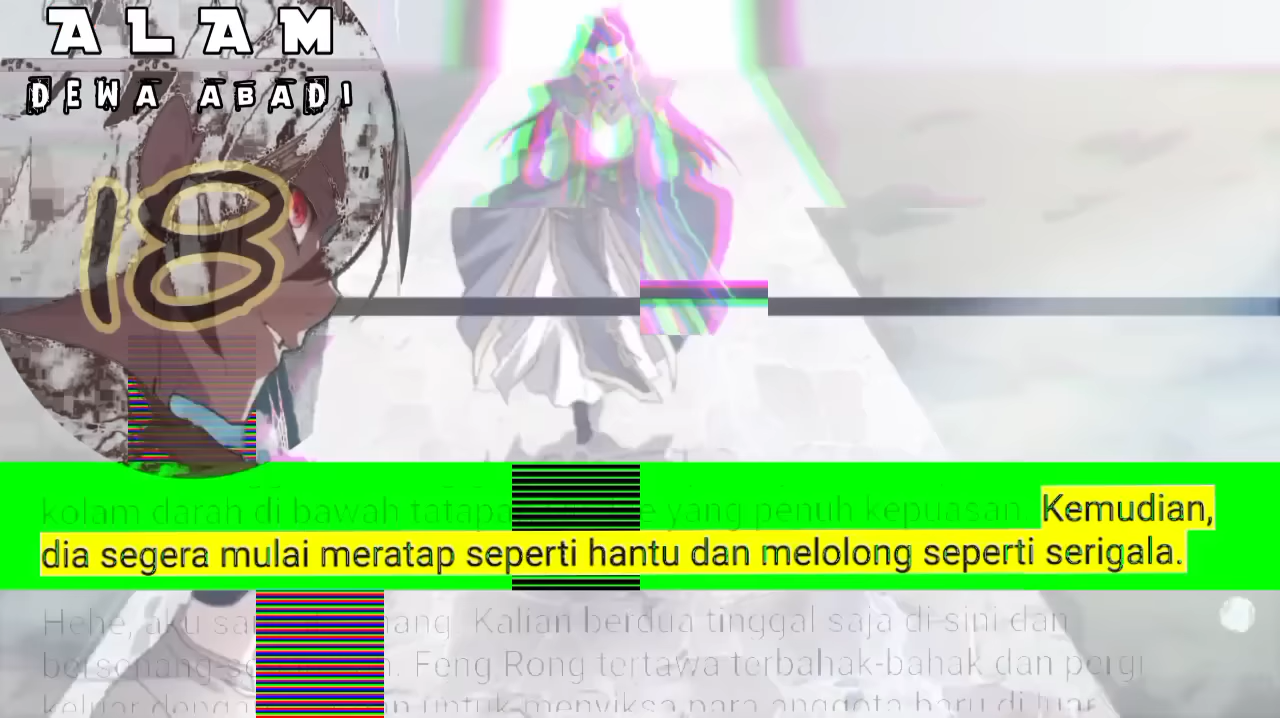 ALAM
DEWA ABADI
18
kolam darah di bawah yang penuh kepuasan. Kemudian,
dia segera mulai meratap seperti hantu dan melolong seperti serigala.
Hehe, aku Kalian berdua tinggal saja di sini dan
Feng Rong tertawa terbahak-bahak dan pergi
keluar untuk menyiksa para anggota baru di luar